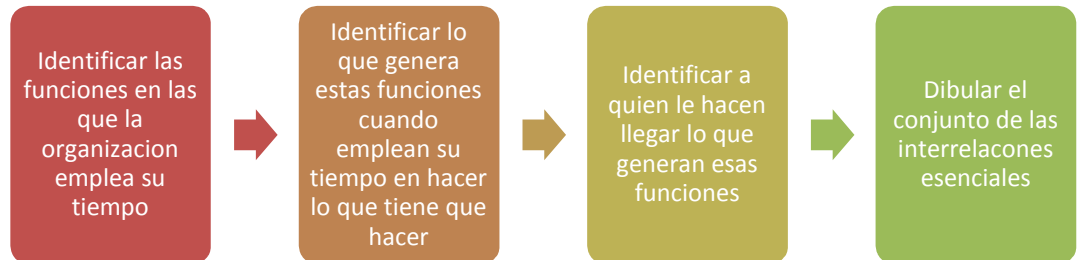 Identificar las
funciones en las
que la
organizacion
emplea su
tiempo
Identificar lo
que genera
estas funciones
cuando
emplean su
tiempo en hacer
lo que tiene que
hacer
Identificar a
quien le hacen
llegar lo que
generan esas
funciones
Dibular el
conjunto de las
interrelacones
esenciales